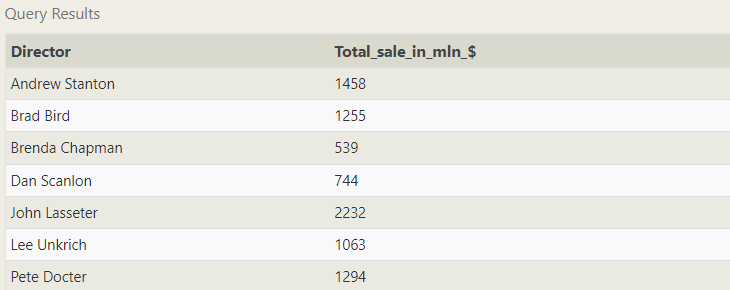 Query Results
Director Total_sale_in_mln_$
Andrew Stanton 1458
Brad Bird 1255
Brenda Chapman 539
Dan Scanlon 744
John Lasseter 2232
Lee Unkrich 1063
Pete Docter 1294